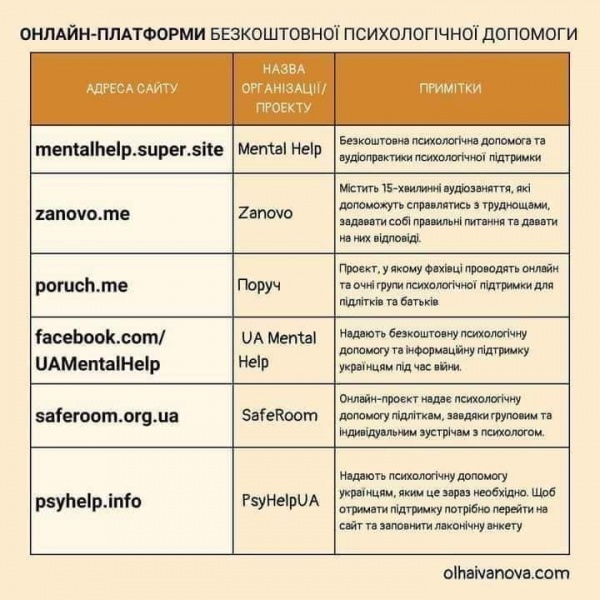 ОНЛАЙН-ПЛАТФОРМИ БЕЗКОШТОВНОЇ ПСИХОЛОГІЧНОЇ ДОПОМОГИ
АДРЕСА САЙТУ
НАЗВА
ОРГАНІЗАЦІЇ/
ПРОЕКТУ
ПРИМІТКИ
mentalhelp.super.site
Mental Help
Безкоштовна психологічна допомога та
аудіопрактики психологічної підтримки
zanovo.me
Zanovo
Містить 15-хвилинні аудіозаняття, які
допоможуть справлятись з труднощами,
задавати собі правильні питання та давати
на них відповіді.
poruch.me
Поруч
Проєкт, у якому фахівці проводять онлайн
та очні групи психологічної підтримки для
підлітків та батьків
facebook.com/
UAMentalHelp
UA Mental
Help
Надають безкоштовну психологічну
допомогу та інформаційну підтримку
українцям під час війни.
saferoom.org.ua
SafeRoom
Онлайн-проєкт надає психологічну
допомогу підліткам, завдяки груповим та
індивідуальним зустрічам з психологом.
psyhelp.info
PsyHelpUA
Надають психологічну допомогу
українцям, яким це зараз необхідно. Щоб
отримати підтримку потрібно перейти на
сайт та заповнити лаконічну анкету
olhaivanova.com